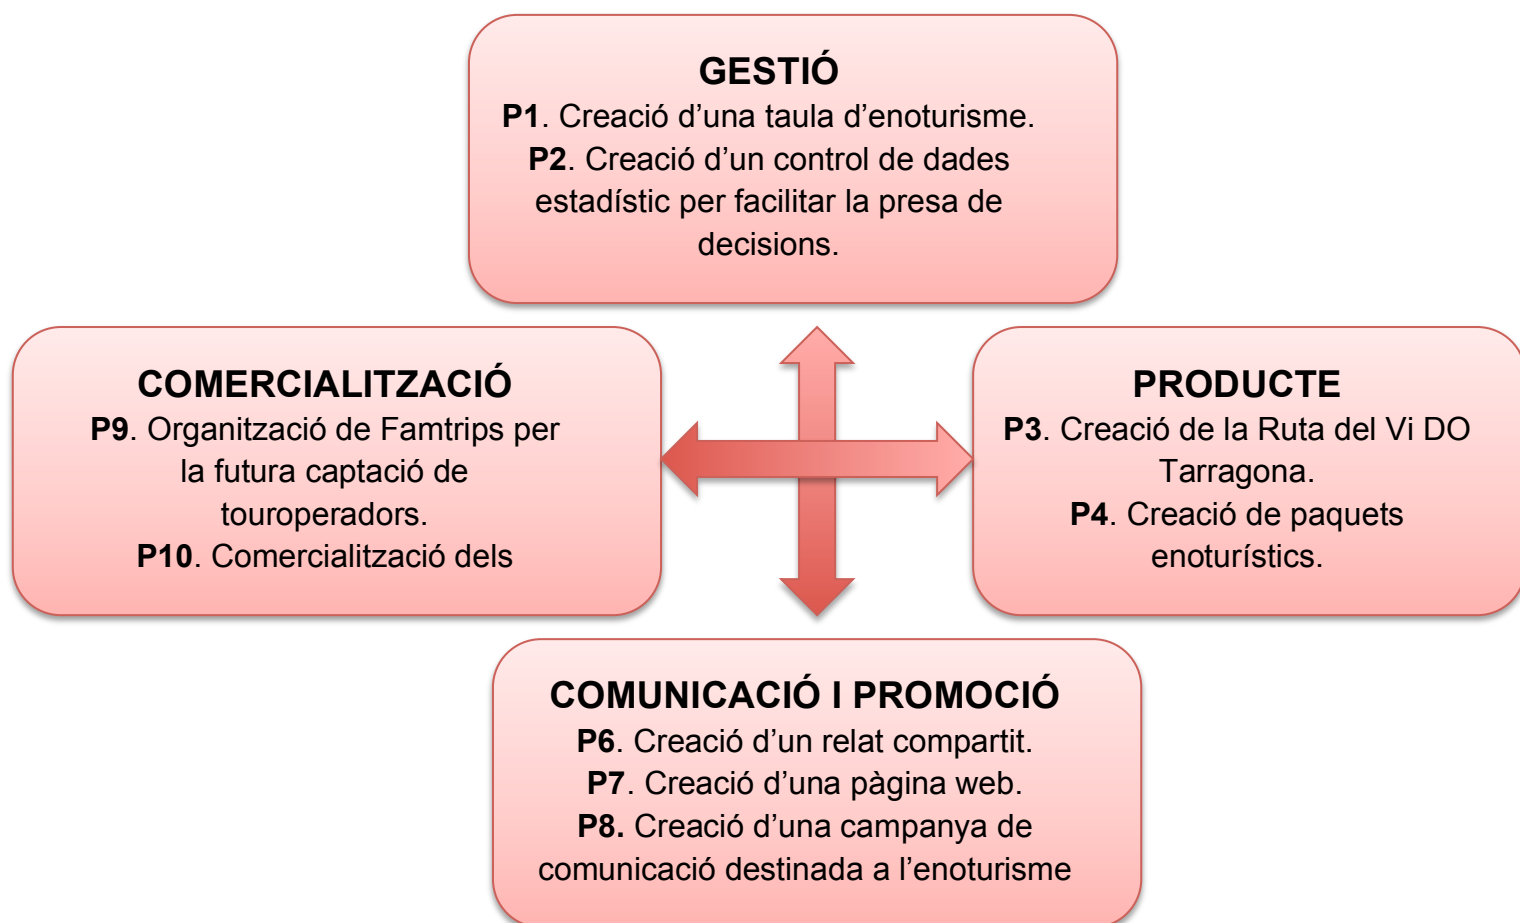 GESTIÓ
P1. Creació d’una taula d’enoturisme.
P2. Creació d’un control de dades
estadístic per facilitar la presa de
decisions.
COMERCIALITZACIÓ
P9. Organització de Famtrips per
la futura captació de
touroperadors.
P10. Comercialització dels
PRODUCTE
P3. Creació de la Ruta del Vi DO
Tarragona.
P4. Creació de paquets
enoturístics.
COMUNICACIÓ I PROMOCIÓ
P6. Creació d’un relat compartit.
P7. Creació d’una pàgina web.
P8. Creació d’una campanya de
comunicació destinada a l’enoturisme